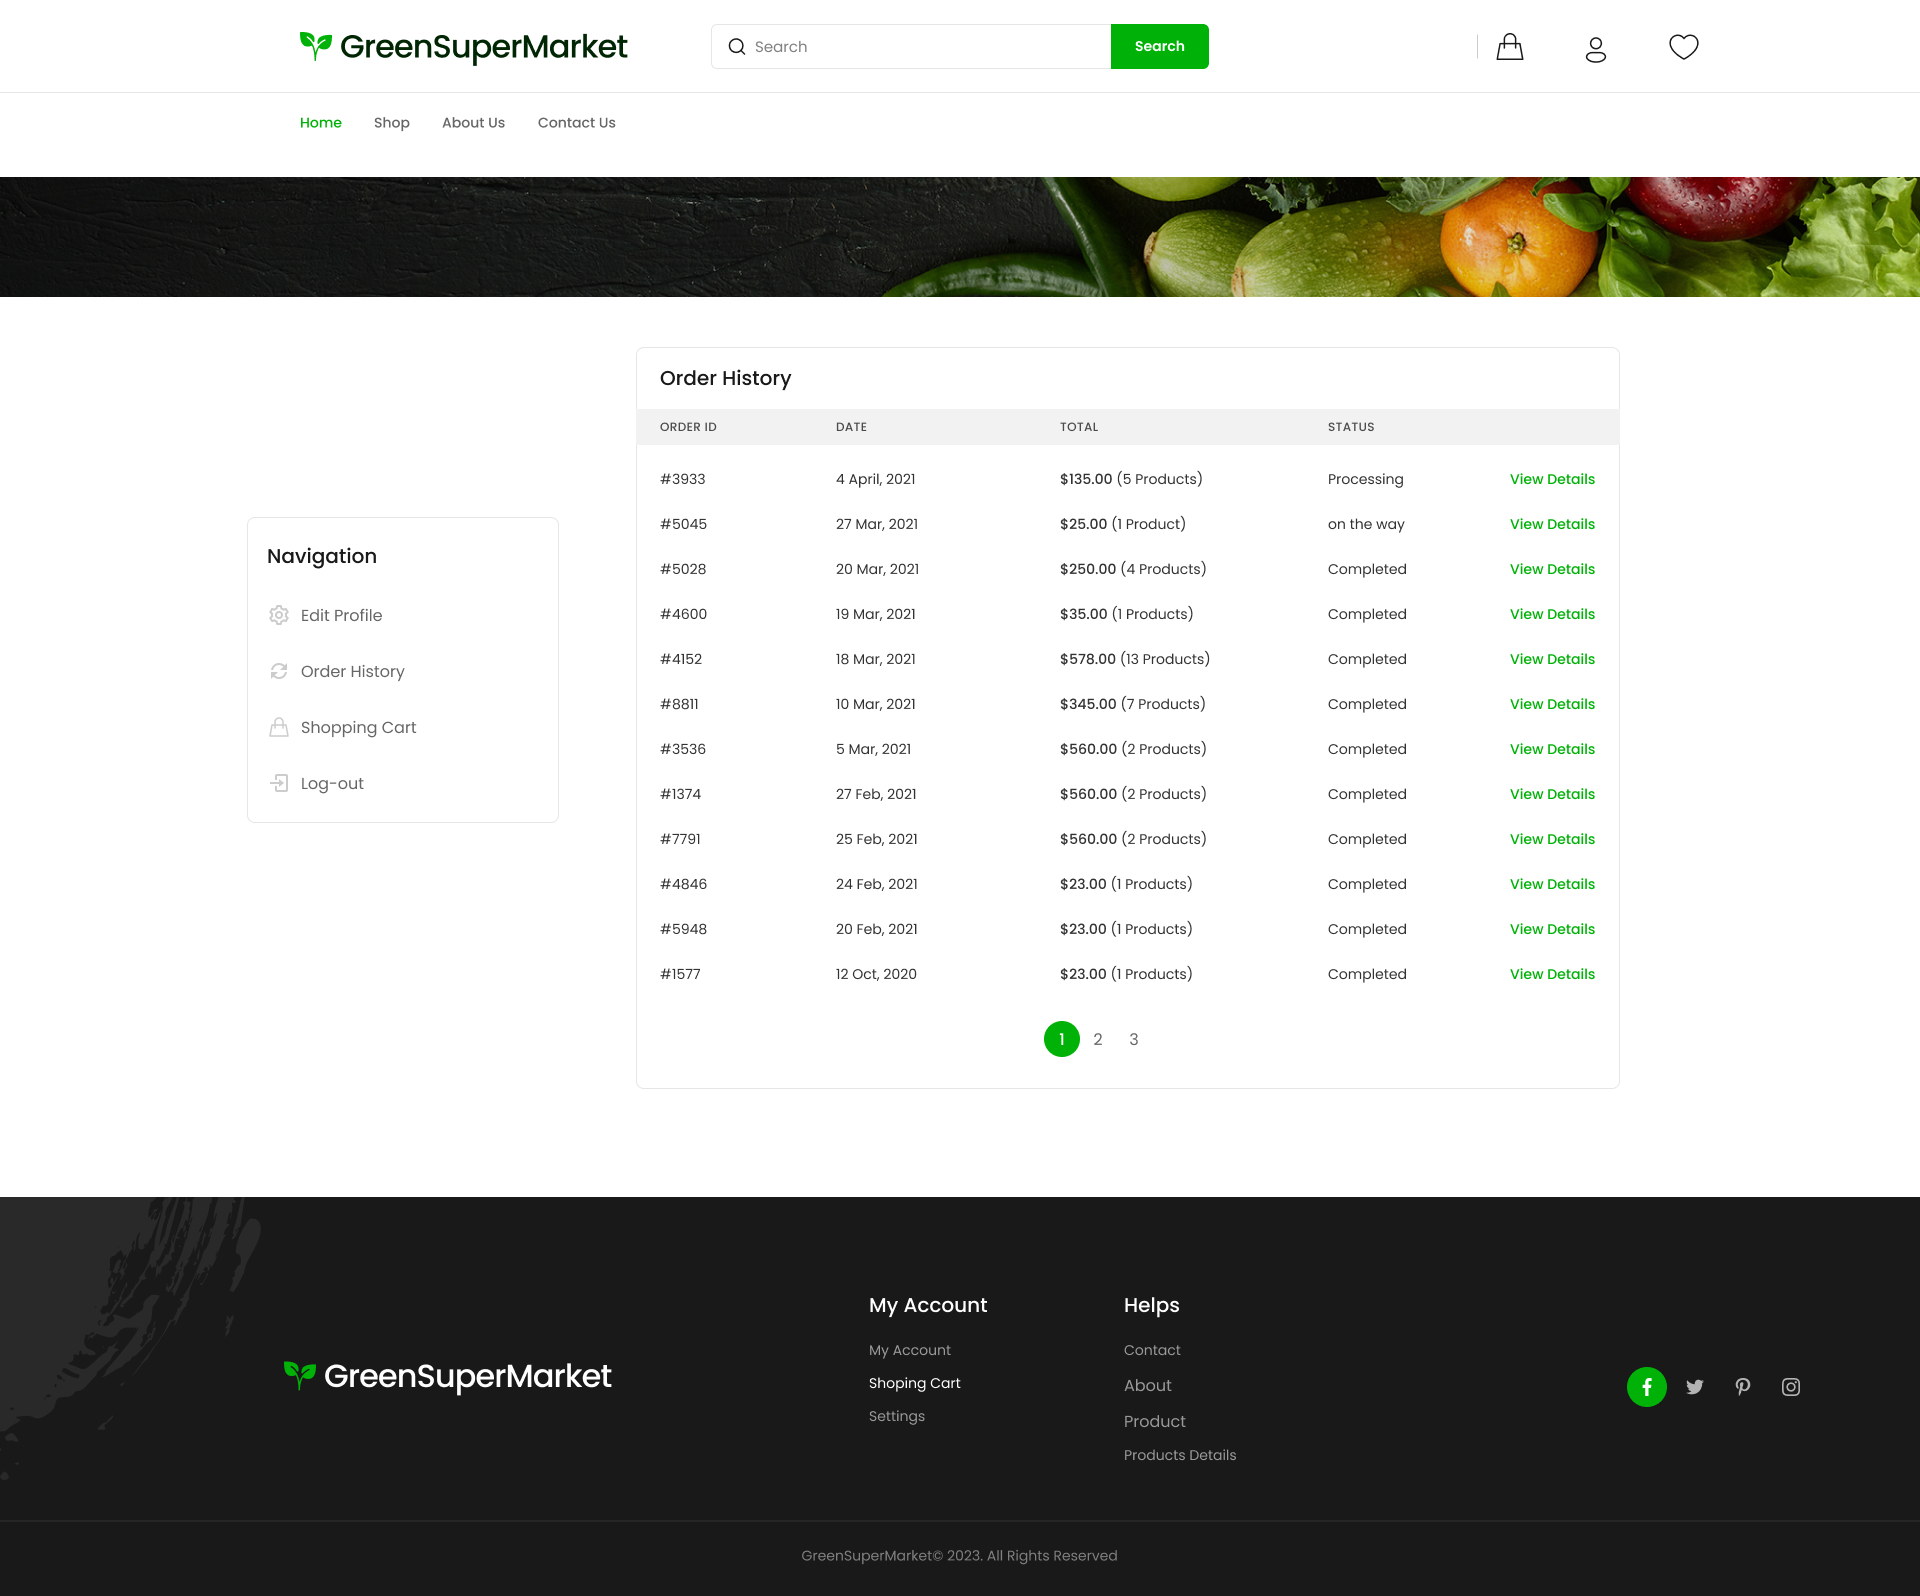 GreenSuperMarket
Search
Search
Home Shop About Us Contact Us
Order History
ORDER ID DATE TOTAL STATUS
#3933 4 April, 2021 $135.00 (5 Products) Processing View Details
#5045 27 Mar, 2021 $25.00 (1 Product) on the way View Details
#5028 20 Mar, 2021 $250.00 (4 Products) Completed View Details
#4600 19 Mar, 2021 $35.00 (1 Products) Completed View Details
#4152 18 Mar, 2021 $578.00 (13 Products) Completed View Details
#8811 10 Mar, 2021 $345.00 (7 Products) Completed View Details
#3536 5 Mar, 2021 $560.00 (2 Products) Completed View Details
#1374 27 Feb, 2021 $560.00 (2 Products) Completed View Details
#7791 25 Feb, 2021 $560.00 (2 Products) Completed View Details
#4846 24 Feb, 2021 $23.00 (1 Products) Completed View Details
#5948 20 Feb, 2021 $23.00 (1 Products) Completed View Details
#1577 12 Oct, 2020 $23.00 (1 Products) Completed View Details
1 2 3
Navigation
Edit Profile
Order History
Shopping Cart
Log-out
GreenSuperMarket
My Account
My Account
Shoping Cart
Settings
Helps
Contact
About
Product
Products Details
GreenSuperMarket© 2023. All Rights Reserved